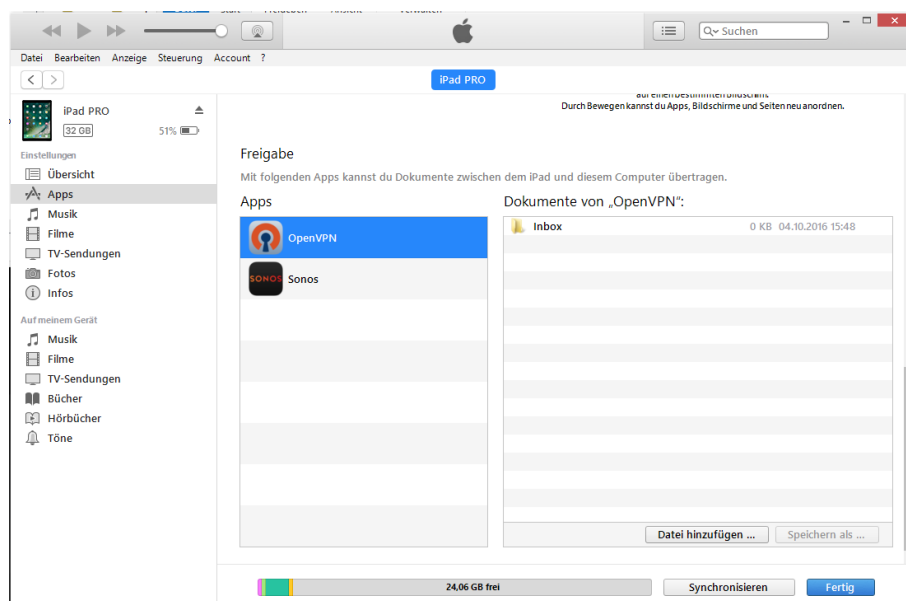 Suchen
Datei Bearbeiten Anzeige Steuerung Account ?
iPad PRO
auf einen bestimmten Bildschirm.
Durch Bewegen kannst du Apps, Bildschirme und Seiten neu anordnen.
iPad PRO
32 GB 51%
Einstellungen
Übersicht
Apps
Musik
Filme
TV-Sendungen
Fotos
Infos
Auf meinem Gerät
Musik
Filme
TV-Sendungen
Bücher
Hörbücher
Töne
Freigabe
Mit folgenden Apps kannst du Dokumente zwischen dem iPad und diesem Computer übertragen.
Apps
OpenVPN
SONOS Sonos
Dokumente von „OpenVPN“:
Inbox 0 KB 04.10.2016 15:48
Datei hinzufügen ... Speichern als ...
24,06 GB frei
Synchronisieren Fertig